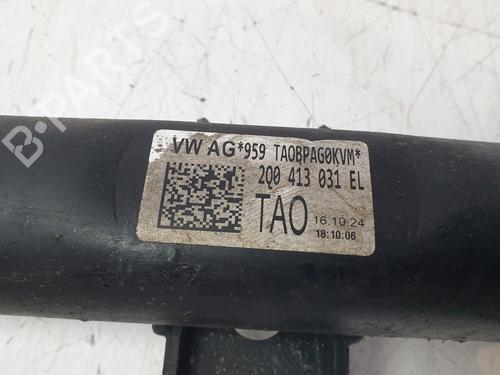 VW AG*959 TAOBPAG0KVM*
2Q0 413 031 EL
TAO 16.10.24
18:10:06
B-PARTS